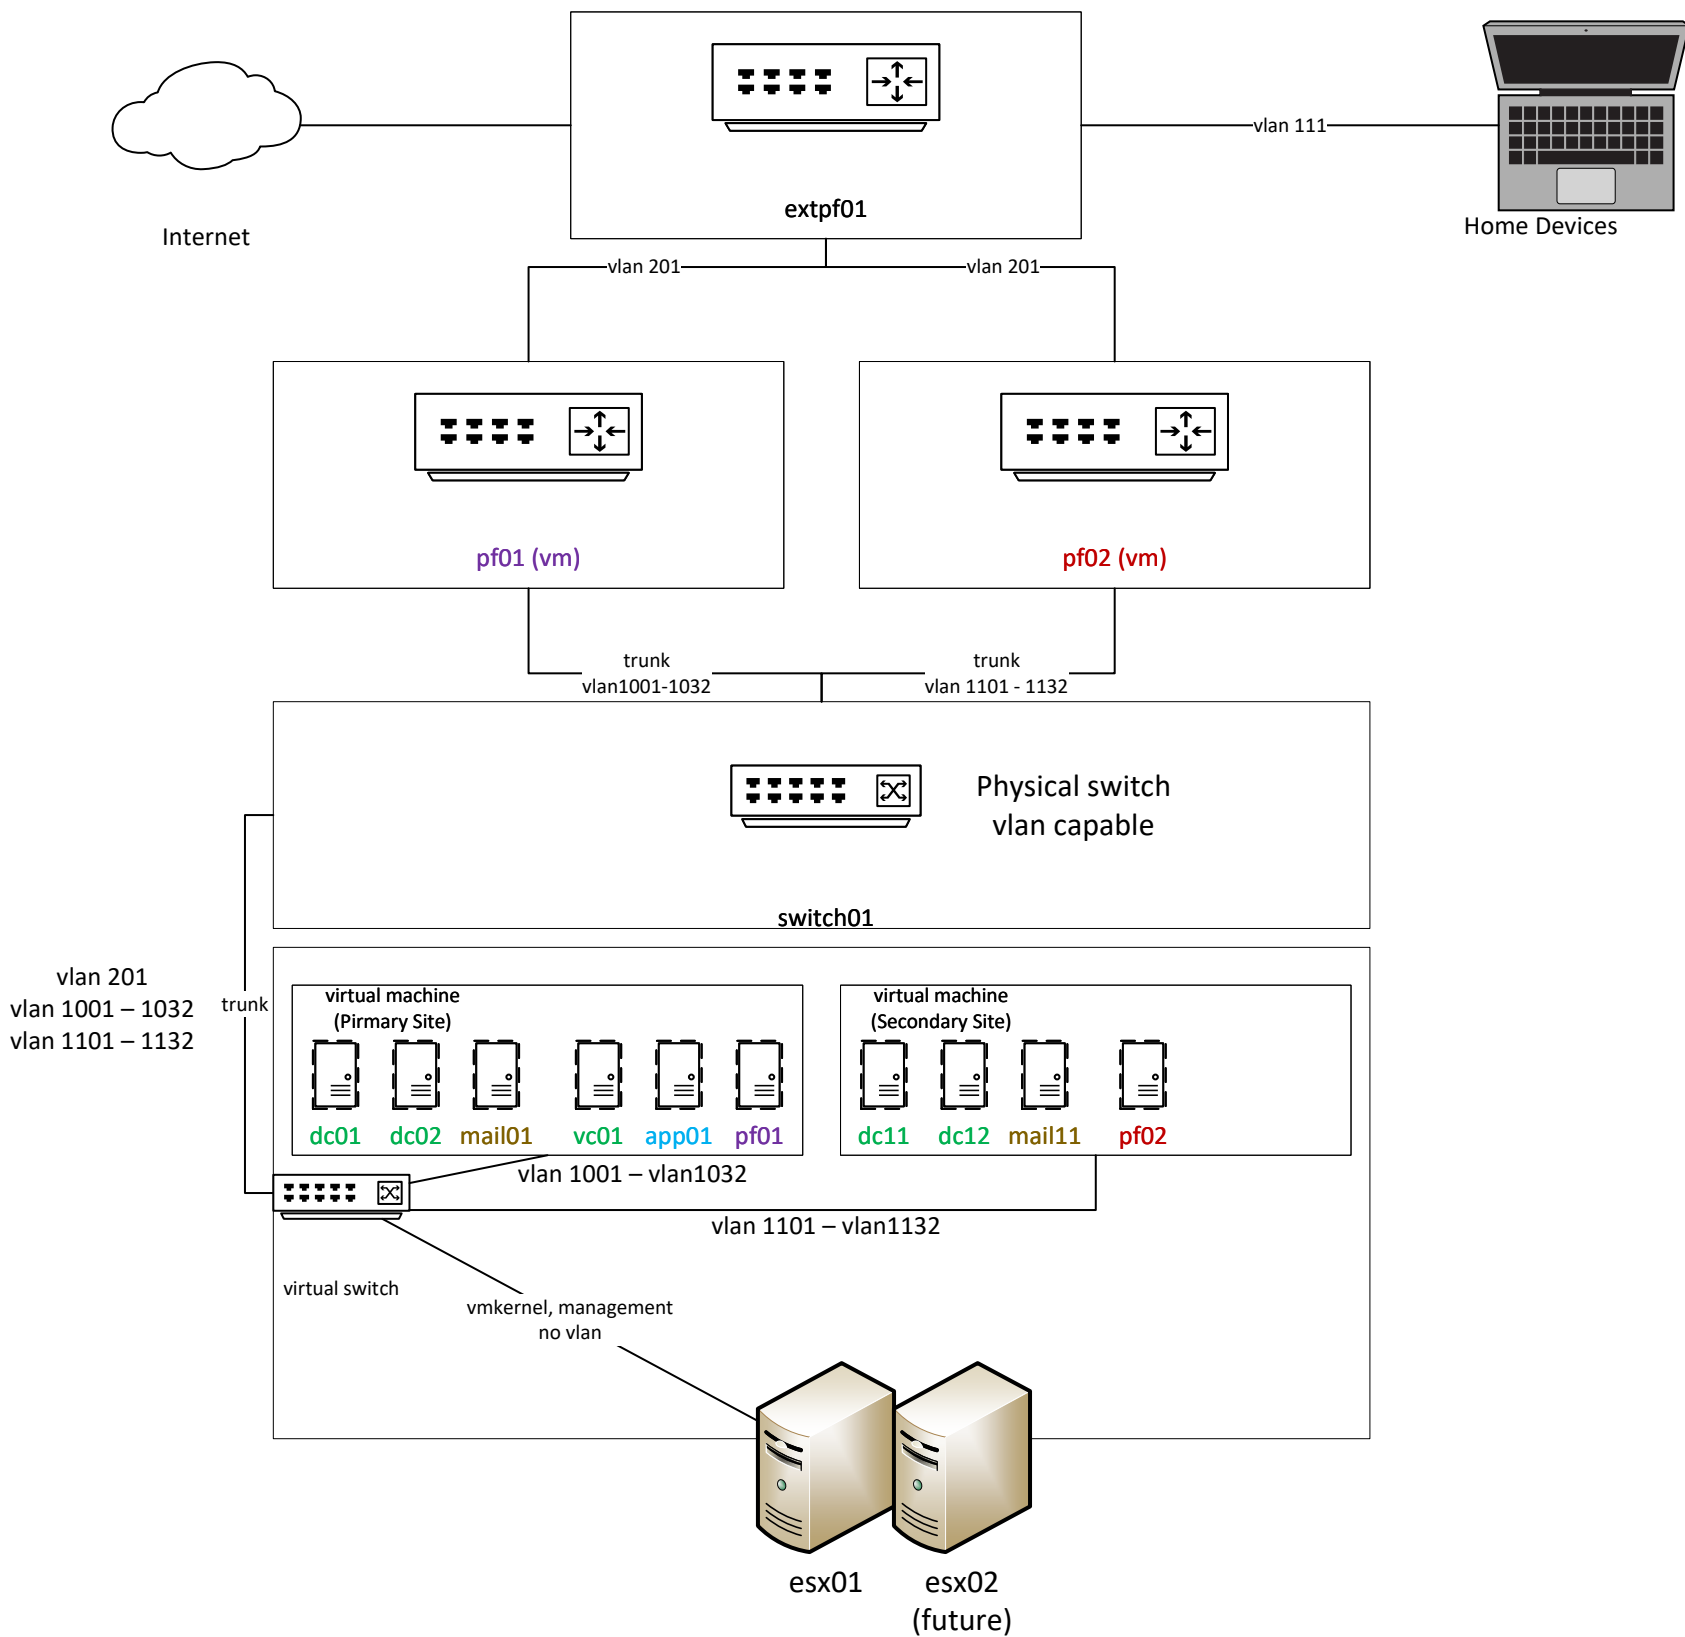 vlan 111
extpf01
Internet
Home Devices
vlan 201
vlan 201
pf01 (vm)
pf02 (vm)
trunk
vlan1001-1032
trunk
vlan 1101 - 1132
Physical switch
vlan capable
switch01
vlan 201
vlan 1001 – 1032
vlan 1101 – 1132
trunk
virtual machine
(Pirmary Site)
virtual machine
(Secondary Site)
dc01
dc02
mail01
vc01
app01
pf01
dc11
dc12
mail11
pf02
vlan 1001 – vlan1032
vlan 1101 – vlan1132
virtual switch
vmkernel, management
no vlan
esx01
esx02
(future)